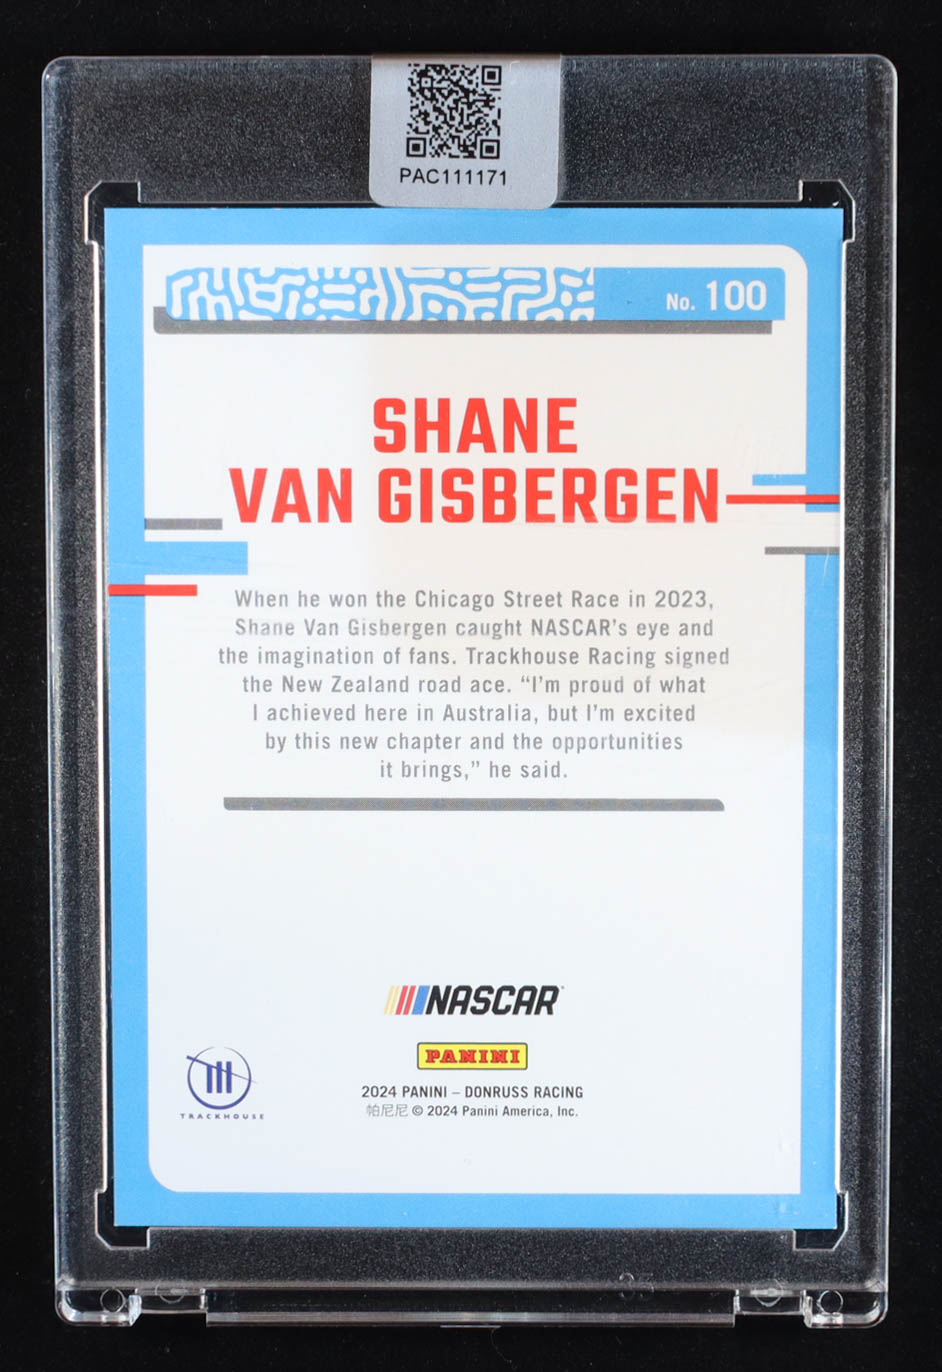 PAC111171
No. 100
SHANE
VAN GISBERGEN
When he won the Chicago Street Race in 2023,
Shane Van Gisbergen caught NASCAR's eye and
the imagination of fans. Trackhouse Racing signed
the New Zealand road ace. “I'm proud of what
I achieved here in Australia, but I'm excited
by this new chapter and the opportunities
it brings,” he said.
NASCAR
PANINI
TRACKHOUSE
2024 PANINI – DONRUSS RACING
帕尼尼 © 2024 Panini America, Inc.
35